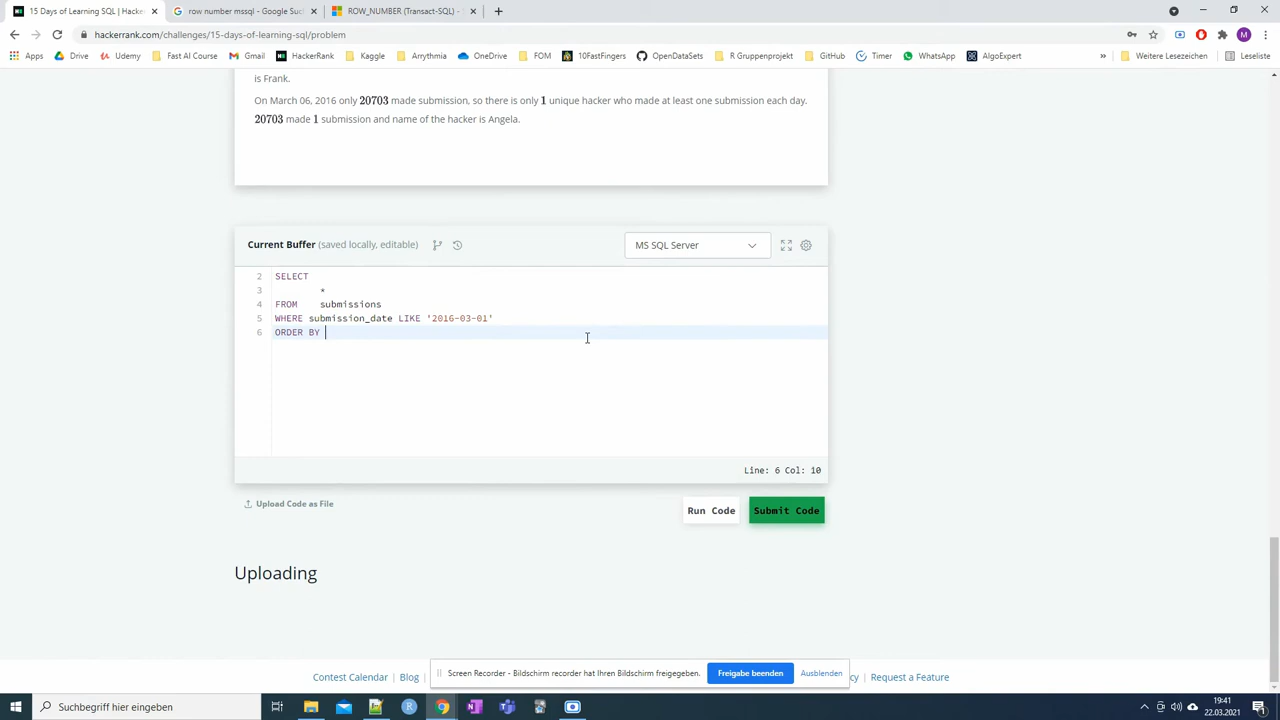 15 Days of Learning SQL | Hacke
row number mssql - Google Suc
ROW_NUMBER (Transact-SQL) -
hackerrank.com/challenges/15-days-of-learning-sql/problem
Apps Drive Udemy Fast AI Course Gmail HackerRank Kaggle Arrythmia OneDrive FOM 10FastFingers OpenDataSets R Gruppenprojekt GitHub Timer WhatsApp AlgoExpert » Weitere Lesezeichen Leseliste
is Frank.
On March 06, 2016 only 20703 made submission, so there is only 1 unique hacker who made at least one submission each day.
20703 made 1 submission and name of the hacker is Angela.
Current Buffer (saved locally, editable)
MS SQL Server
2 SELECT
3 *
4 FROM submissions
5 WHERE submission_date LIKE '2016-03-01'
6 ORDER BY
Line: 6 Col: 10
Upload Code as File
Run Code
Submit Code
Uploading
Screen Recorder - Bildschirm recorder hat Ihren Bildschirm freigegeben.
Freigabe beenden
Ausblenden
Contest Calendar | Blog | cy | Request a Feature
Suchbegriff hier eingeben
19:41
22.03.2021